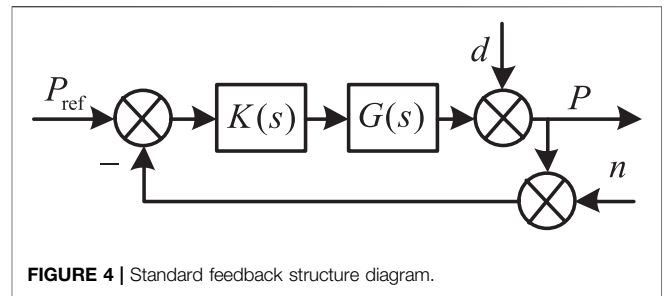 d
P_ref
K(s)
G(s)
P
−
n
FIGURE 4 | Standard feedback structure diagram.